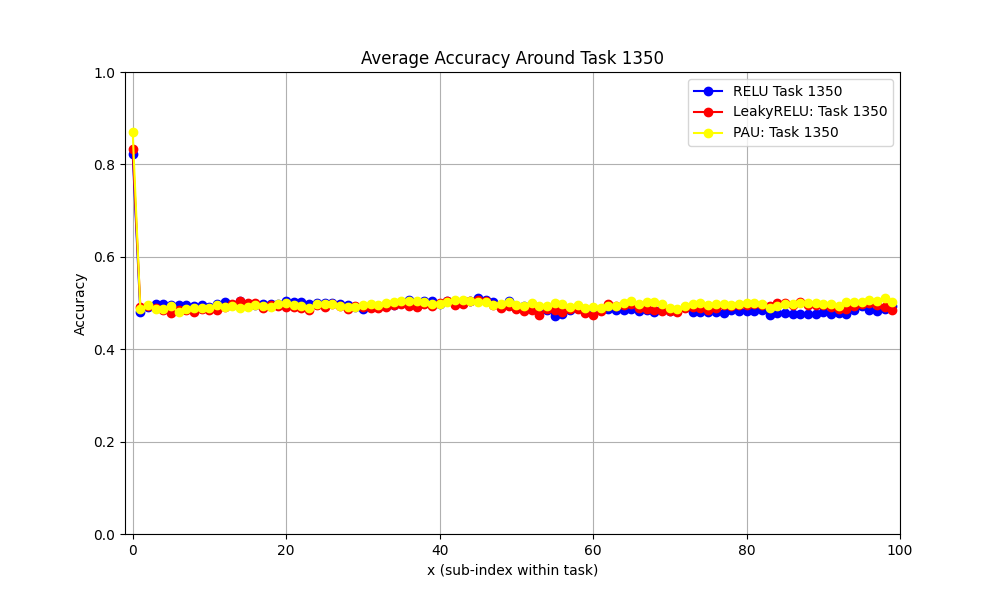 Average Accuracy Around Task 1350
RELU Task 1350
LeakyRELU: Task 1350
PAU: Task 1350
Accuracy
1.0
0.8
0.6
0.4
0.2
0.0
0 20 40 60 80 100
x (sub-index within task)